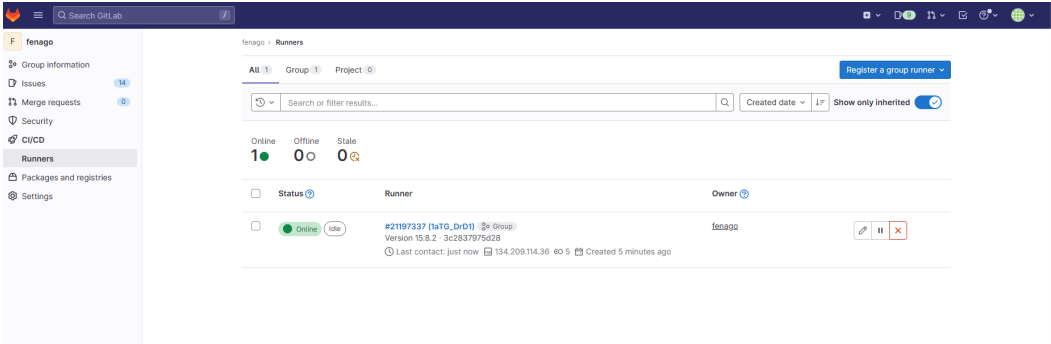 Search GitLab /
9
F fenago
Group information
Issues 14
Merge requests 0
Security
CI/CD
Runners
Packages and registries
Settings
fenago › Runners
All 1 Group 1 Project 0
Register a group runner
Search or filter results...
Created date
Show only inherited
Online Offline Stale
1 0 0
Status Runner Owner
Online Idle #21197337 (1aTG_DrD1) Group fenago
Version 15.8.2 · 3c2837975d28
Last contact: just now 134.209.114.36 5 Created 5 minutes ago